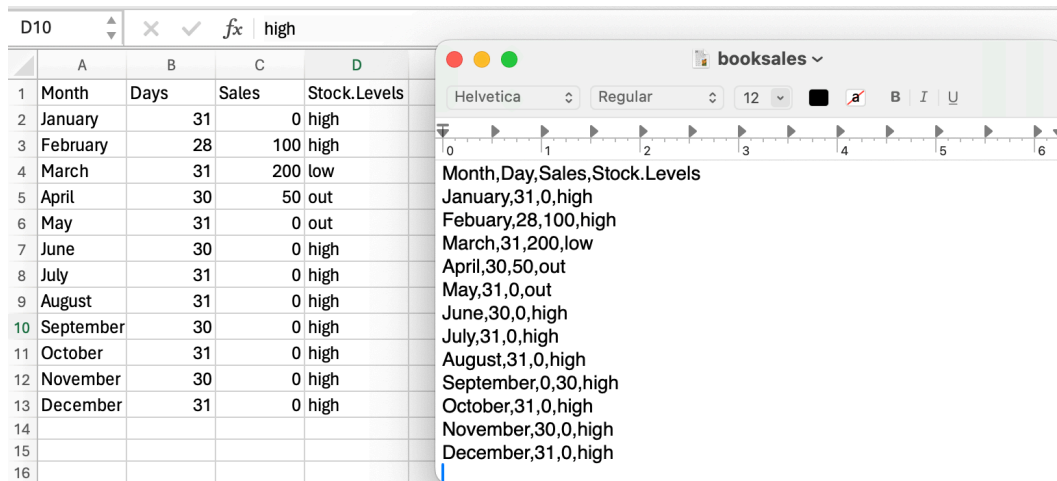 D10 fx high
A B C D
1 Month Days Sales Stock.Levels
2 January 31 0 high
3 February 28 100 high
4 March 31 200 low
5 April 30 50 out
6 May 31 0 out
7 June 30 0 high
8 July 31 0 high
9 August 31 0 high
10 September 30 0 high
11 October 31 0 high
12 November 30 0 high
13 December 31 0 high
14
15
16
booksales
Helvetica Regular 12 a B I U
0 1 2 3 4 5 6
Month,Day,Sales,Stock.Levels
January,31,0,high
Febuary,28,100,high
March,31,200,low
April,30,50,out
May,31,0,out
June,30,0,high
July,31,0,high
August,31,0,high
September,0,30,high
October,31,0,high
November,30,0,high
December,31,0,high